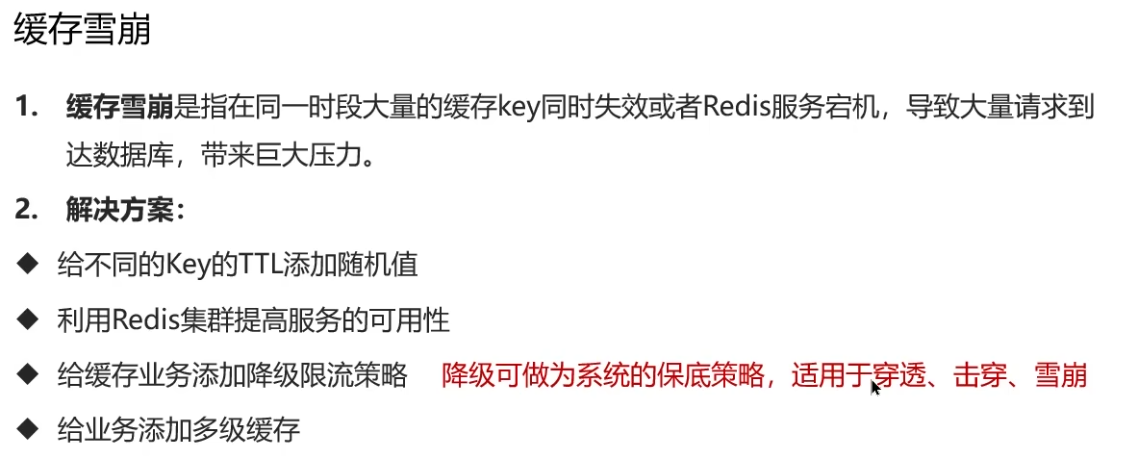 缓存雪崩
1. 缓存雪崩是指在同一时段大量的缓存key同时失效或者Redis服务宕机，导致大量请求到
达数据库，带来巨大压力。
2. 解决方案：
◆ 给不同的Key的TTL添加随机值
◆ 利用Redis集群提高服务的可用性
◆ 给缓存业务添加降级限流策略 降级可做为系统的保底策略，适用于穿透、击穿、雪崩
◆ 给业务添加多级缓存